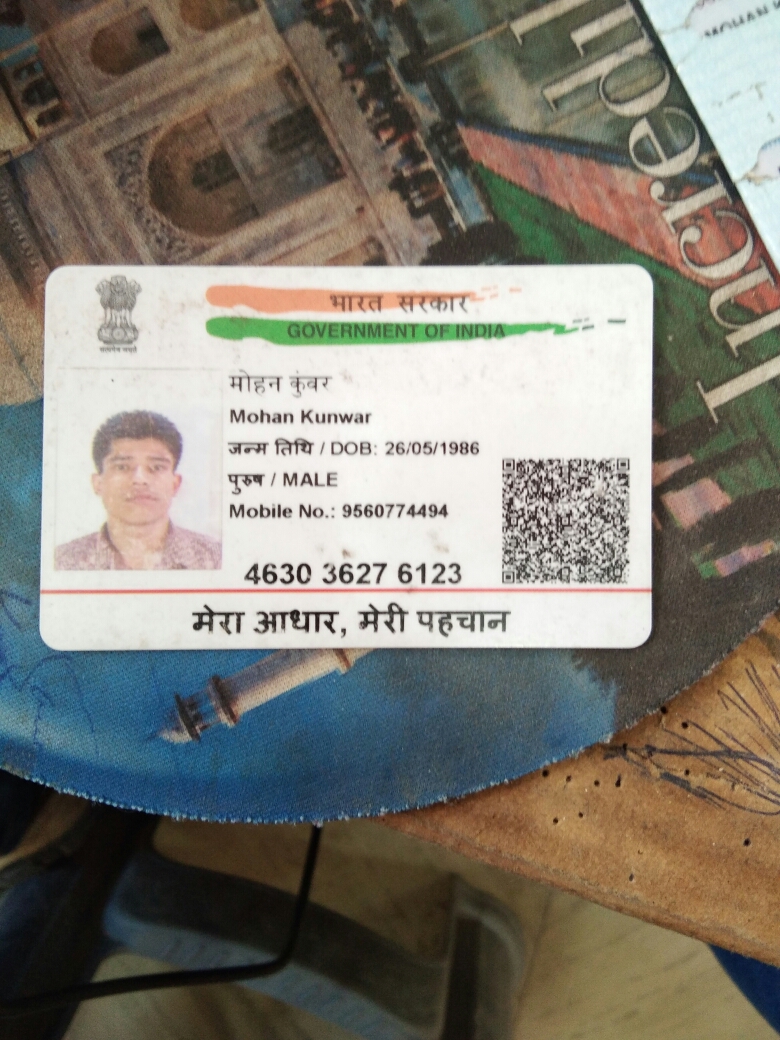 भारत सरकार
GOVERNMENT OF INDIA
मोहन कुंवर
Mohan Kunwar
जन्म तिथि / DOB: 26/05/1986
पुरुष / MALE
Mobile No.: 9560774494
4630 3627 6123
मेरा आधार, मेरी पहचान